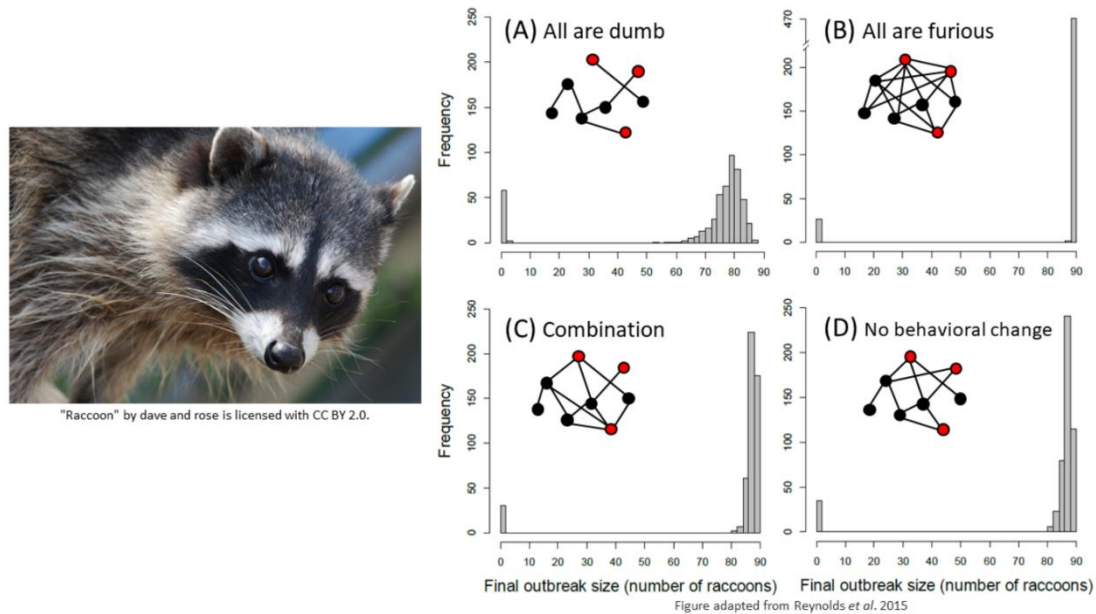 (A) All are dumb
(B) All are furious
Frequency
250
200
150
100
50
0
0 10 20 30 40 50 60 70 80 90
470
200
150
100
50
0
0 10 20 30 40 50 60 70 80 90
"Raccoon" by dave and rose is licensed with CC BY 2.0.
(C) Combination
(D) No behavioral change
Frequency
250
200
150
100
50
0
0 10 20 30 40 50 60 70 80 90
Final outbreak size (number of raccoons)
250
200
150
100
50
0
0 10 20 30 40 50 60 70 80 90
Final outbreak size (number of raccoons)
Figure adapted from Reynolds et al. 2015